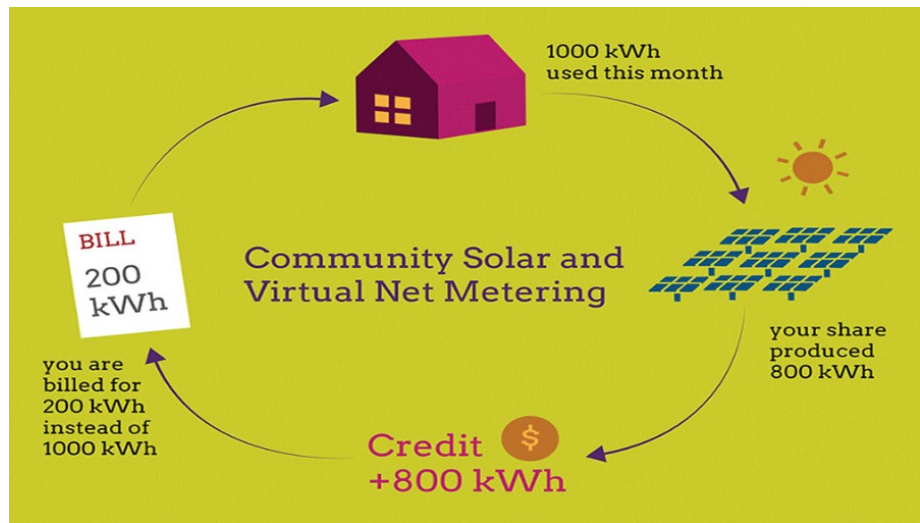 1000 kWh
used this month
Community Solar and
Virtual Net Metering
your share
produced
800 kWh
Credit $
+800 kWh
BILL
200
kWh
you are
billed for
200 kWh
instead of
1000 kWh